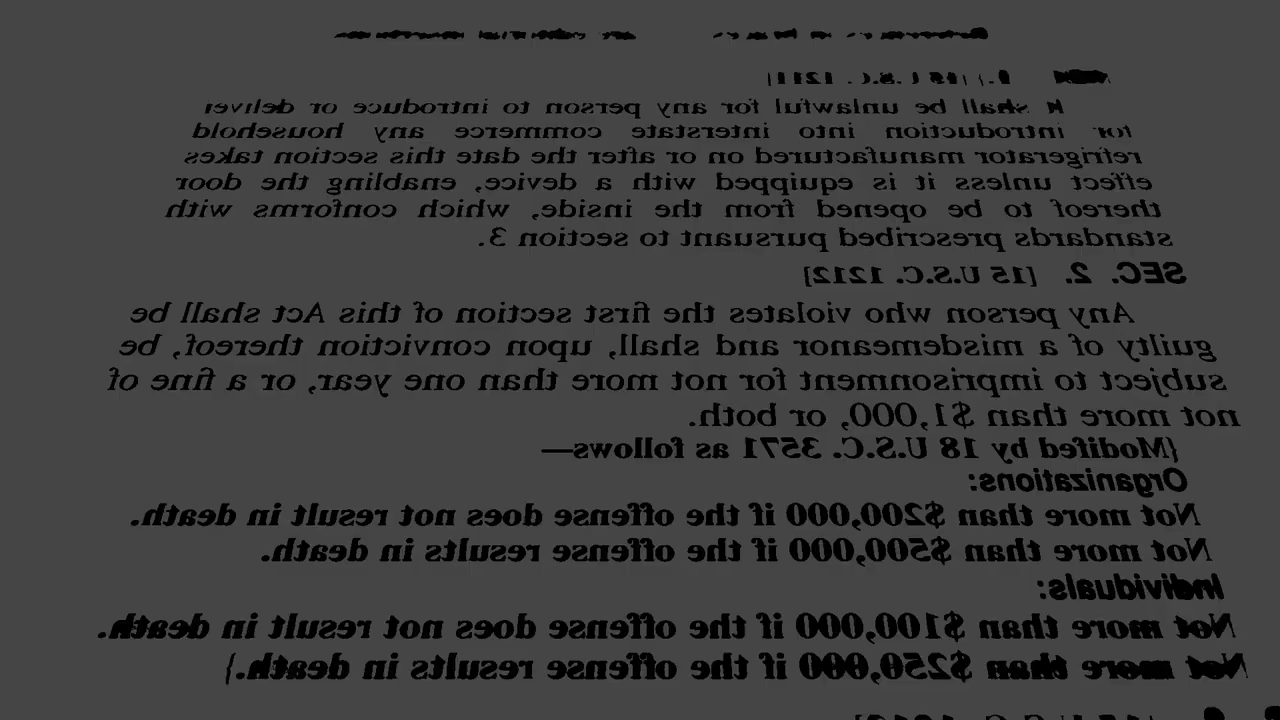 1. [15 U.S.C. 1211]
It shall be unlawful for any person to introduce or deliver
for introduction into interstate commerce any household
refrigerator manufactured on or after the date this section takes
effect unless it is equipped with a device, enabling the door
thereof to be opened from the inside, which conforms with
standards prescribed pursuant to section 3.
SEC. 2. [15 U.S.C. 1212]
Any person who violates the first section of this Act shall be
guilty of a misdemeanor and shall, upon conviction thereof, be
subject to imprisonment for not more than one year, or a fine of
not more than $1,000, or both.
{Modifed by 18 U.S.C. 3571 as follows—
Organizations:
Not more than $200,000 if the offense does not result in death.
Not more than $500,000 if the offense results in death.
Individuals:
Not more than $100,000 if the offense does not result in death.
Not more than $250,000 if the offense results in death.}